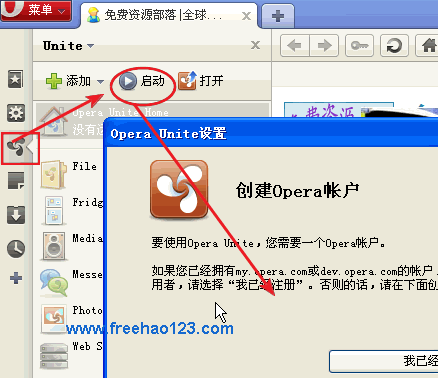 菜单
免费资源部落 |全球...
Unite
添加
启动
打开
Opera Unite Home
没有
File
Fridg
Media
Messe
Photo
Web S
Opera Unite设置
创建Opera帐户
要使用Opera Unite,您需要一个Opera帐户。
如果您已经拥有my.opera.com或dev.opera.com的帐户
用者,请选择“我已经注册”。否则的话,请在下面创
我已经
www.freehao123.com
费资源